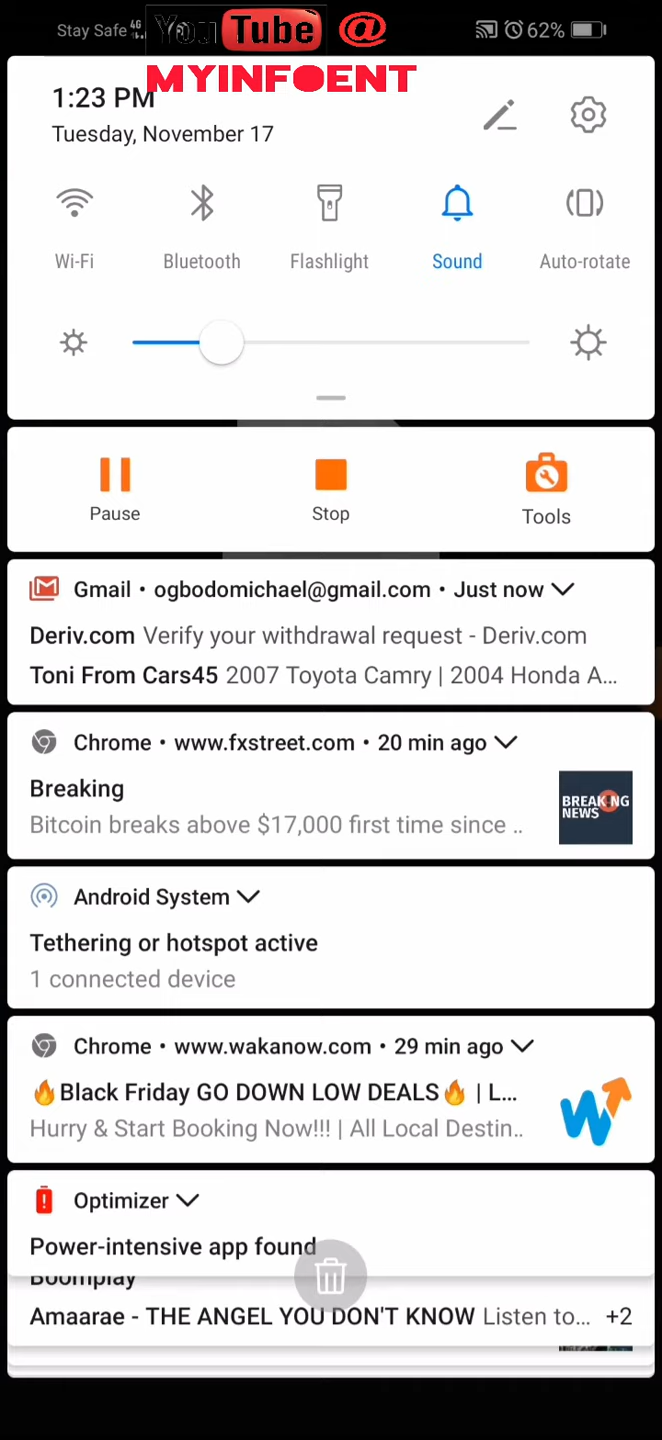 Stay Safe 4G 62%
You Tube @
MYINFOENT
1:23 PM
Tuesday, November 17
Wi-Fi Bluetooth Flashlight Sound Auto-rotate
Pause Stop Tools
Gmail • ogbodomichael@gmail.com • Just now
Deriv.com Verify your withdrawal request - Deriv.com
Toni From Cars45 2007 Toyota Camry | 2004 Honda A...
Chrome • www.fxstreet.com • 20 min ago
Breaking
Bitcoin breaks above $17,000 first time since ..
BREAKING
NEWS
Android System
Tethering or hotspot active
1 connected device
Chrome • www.wakanow.com • 29 min ago
🔥Black Friday GO DOWN LOW DEALS🔥 | L...
Hurry & Start Booking Now!!! | All Local Destin..
Optimizer
Power-intensive app found
Boomplay
Amaarae - THE ANGEL YOU DON'T KNOW Listen to... +2